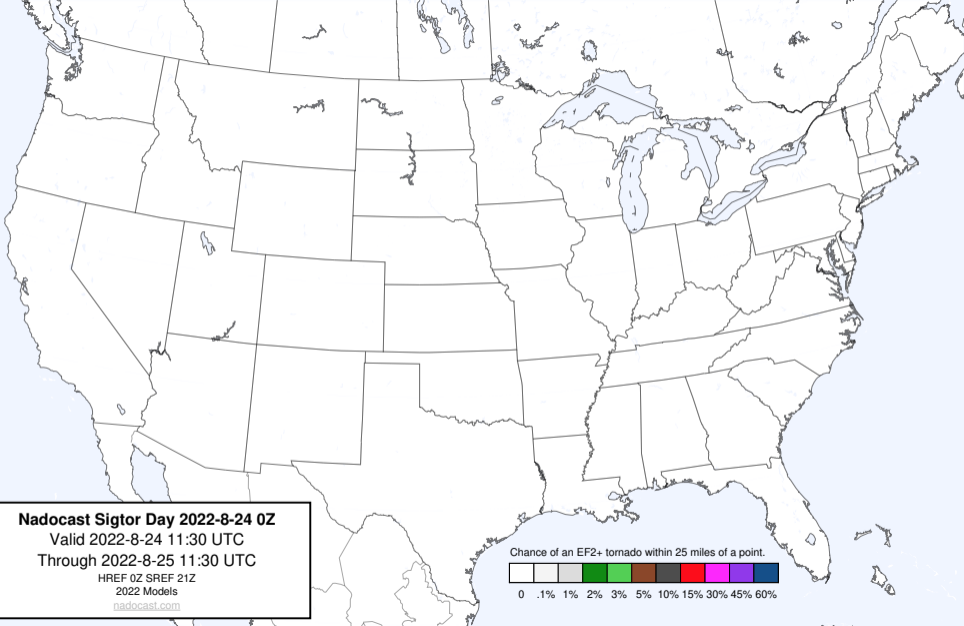 Nadocast Sigtor Day 2022-8-24 0Z
Valid 2022-8-24 11:30 UTC
Through 2022-8-25 11:30 UTC
HREF 0Z SREF 21Z
2022 Models
nadocast.com
Chance of an EF2+ tornado within 25 miles of a point.
0 .1% 1% 2% 3% 5% 10% 15% 30% 45% 60%